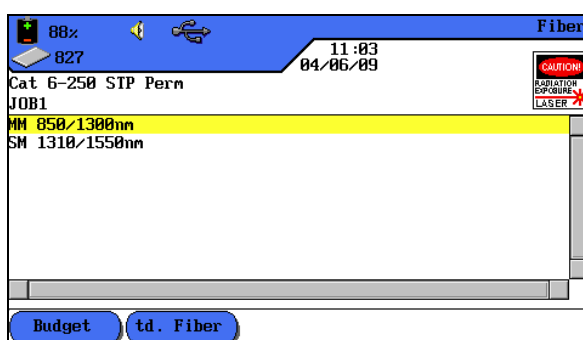 88% Fiber
827
11:03
04/06/09
Cat 6-250 STP Perm
JOB1
CAUTION!
RADIATION
EXPOSURE
LASER
MM 850/1300nm
SM 1310/1550nm
Budget td. Fiber